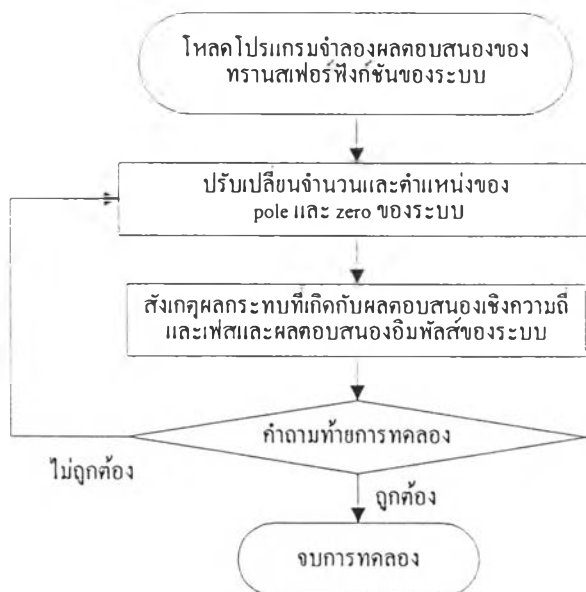 โหลดโปรแกรมจำลองผลตอบสนองของ
ทรานสเฟอร์ฟังก์ชันของระบบ
ปรับเปลี่ยนจำนวนและตำแหน่งของ
pole และ zero ของระบบ
สังเกตุผลกระทบที่เกิดกับผลตอบสนองเชิงความถี่
และเฟสและผลตอบสนองอิมพัลส์ของระบบ
คำถามท้ายการทดลอง
ไม่ถูกต้อง
ถูกต้อง
จบการทดลอง